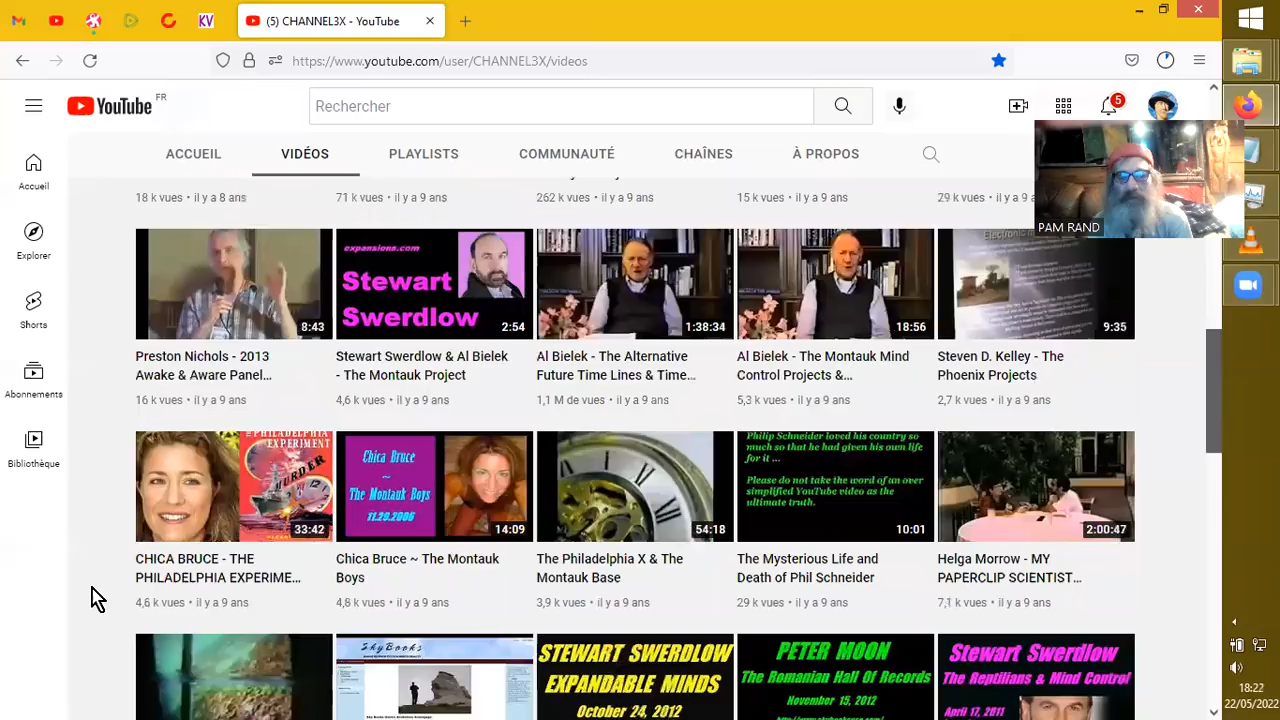 (5) CHANNEL3X - YouTube
KV
https://www.youtube.com/user/CHANNEL3X/videos
YouTube FR
Rechercher
5
ACCUEIL VIDÉOS PLAYLISTS COMMUNAUTÉ CHAÎNES À PROPOS
PAM RAND
Accueil
Explorer
Shorts
Abonnements
Bibliothèque
18 k vues • il y a 8 ans
71 k vues • il y a 9 ans
262 k vues • il y a 9 ans
15 k vues • il y a 9 ans
29 k vues • il y a 9 ans
8:43
Preston Nichols - 2013
Awake & Aware Panel...
16 k vues • il y a 9 ans
expansions.com
Stewart
Swerdlow
2:54
Stewart Swerdlow & Al Bielek
- The Montauk Project
4,6 k vues • il y a 9 ans
1:38:34
Al Bielek - The Alternative
Future Time Lines & Time...
1,1 M de vues • il y a 9 ans
18:56
Al Bielek - The Montauk Mind
Control Projects &...
5,3 k vues • il y a 9 ans
9:35
Steven D. Kelley - The
Phoenix Projects
2,7 k vues • il y a 9 ans
PHILADELPHIA
EXPERIMENT
MURDER
33:42
CHICA BRUCE - THE
PHILADELPHIA EXPERIME...
4,6 k vues • il y a 9 ans
Chica Bruce
~
The Montauk Boys
11.28.2006
14:09
Chica Bruce ~ The Montauk
Boys
4,8 k vues • il y a 9 ans
54:18
The Philadelphia X & The
Montauk Base
3,9 k vues • il y a 9 ans
Philip Schneider loved his country so
much so that he had given his own life
for it ...
Please do not take the word of an over
simplified YouTube video as the
ultimate truth.
10:01
The Mysterious Life and
Death of Phil Schneider
29 k vues • il y a 9 ans
2:00:47
Helga Morrow - MY
PAPERCLIP SCIENTIST...
7,1 k vues • il y a 9 ans
SkyBooks
STEWART SWERDLOW
EXPANDABLE MINDS
October 24, 2012
PETER MOON
The Romanian Hall Of Records
November 15, 2012
Stewart Swerdlow
The Reptilians & Mind Control
April 17, 2011
18:22
22/05/2022